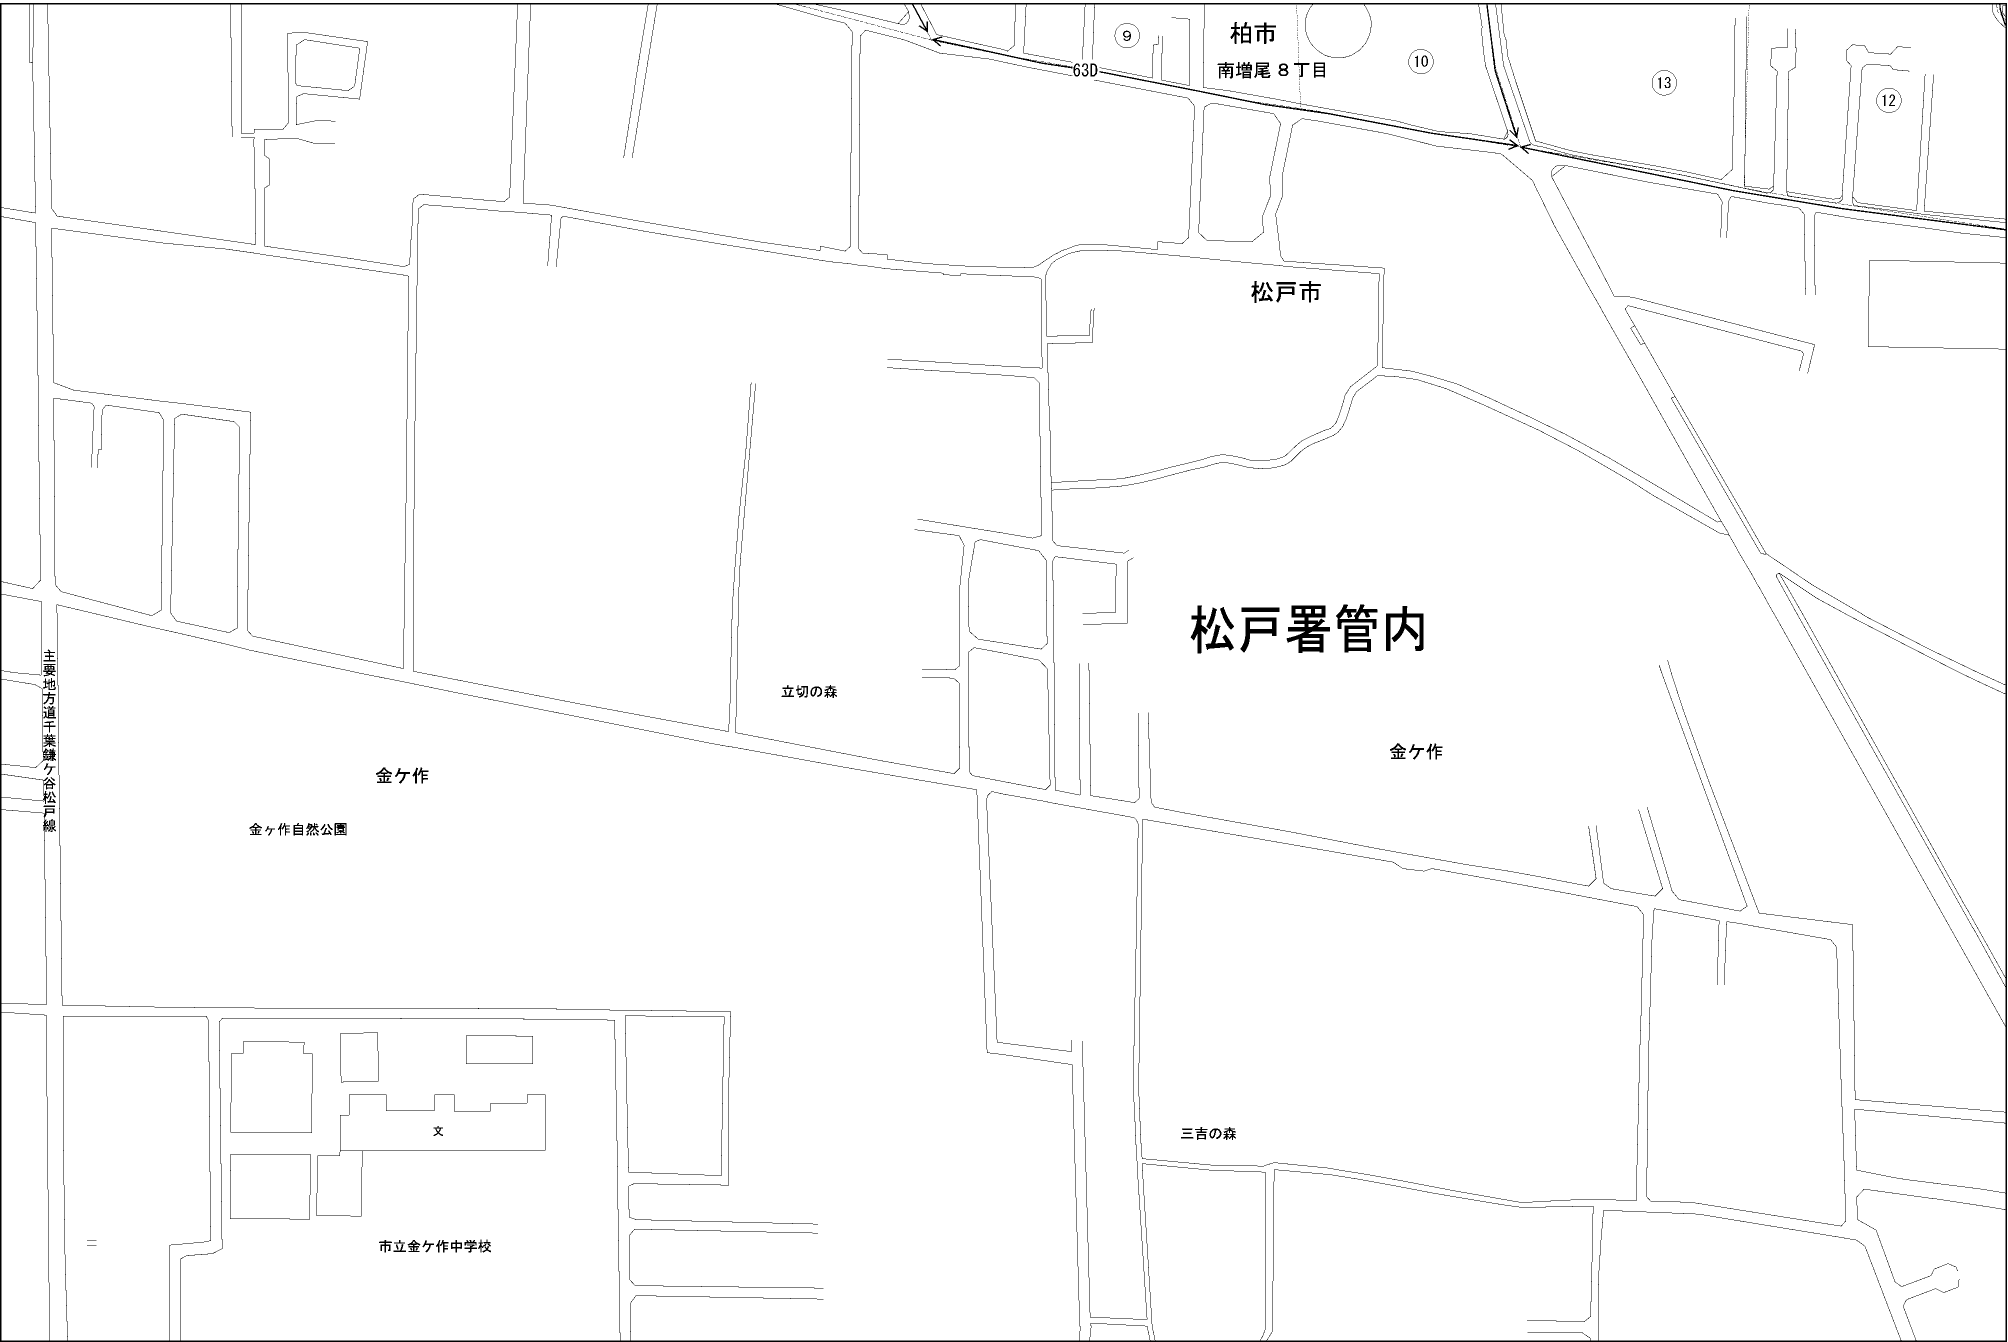 ⑨
柏市
南増尾８丁目
63D
⑩
⑬
⑫
松戸市
松戸署管内
立切の森
主要地方道千葉鎌ケ谷松戸線
金ケ作
金ケ作
金ヶ作自然公園
文
三吉の森
市立金ケ作中学校